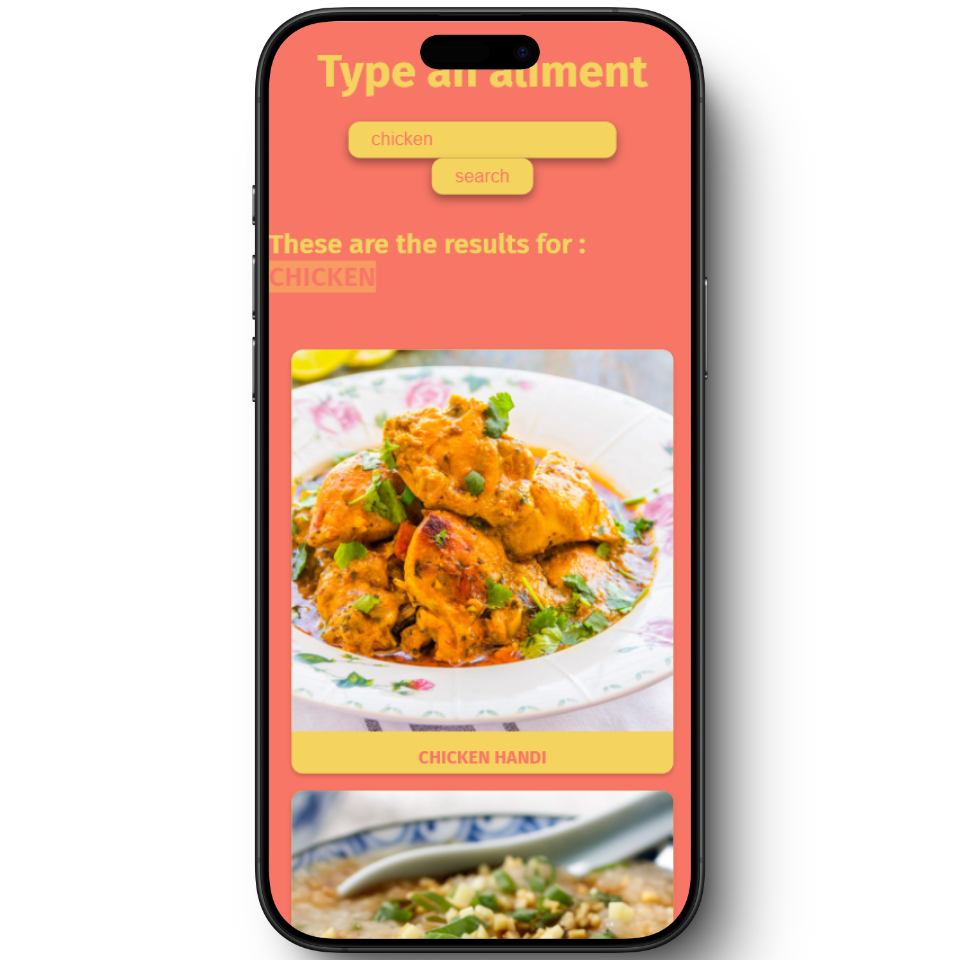 Type an aliment
chicken
search
These are the results for :
CHICKEN
CHICKEN HANDI